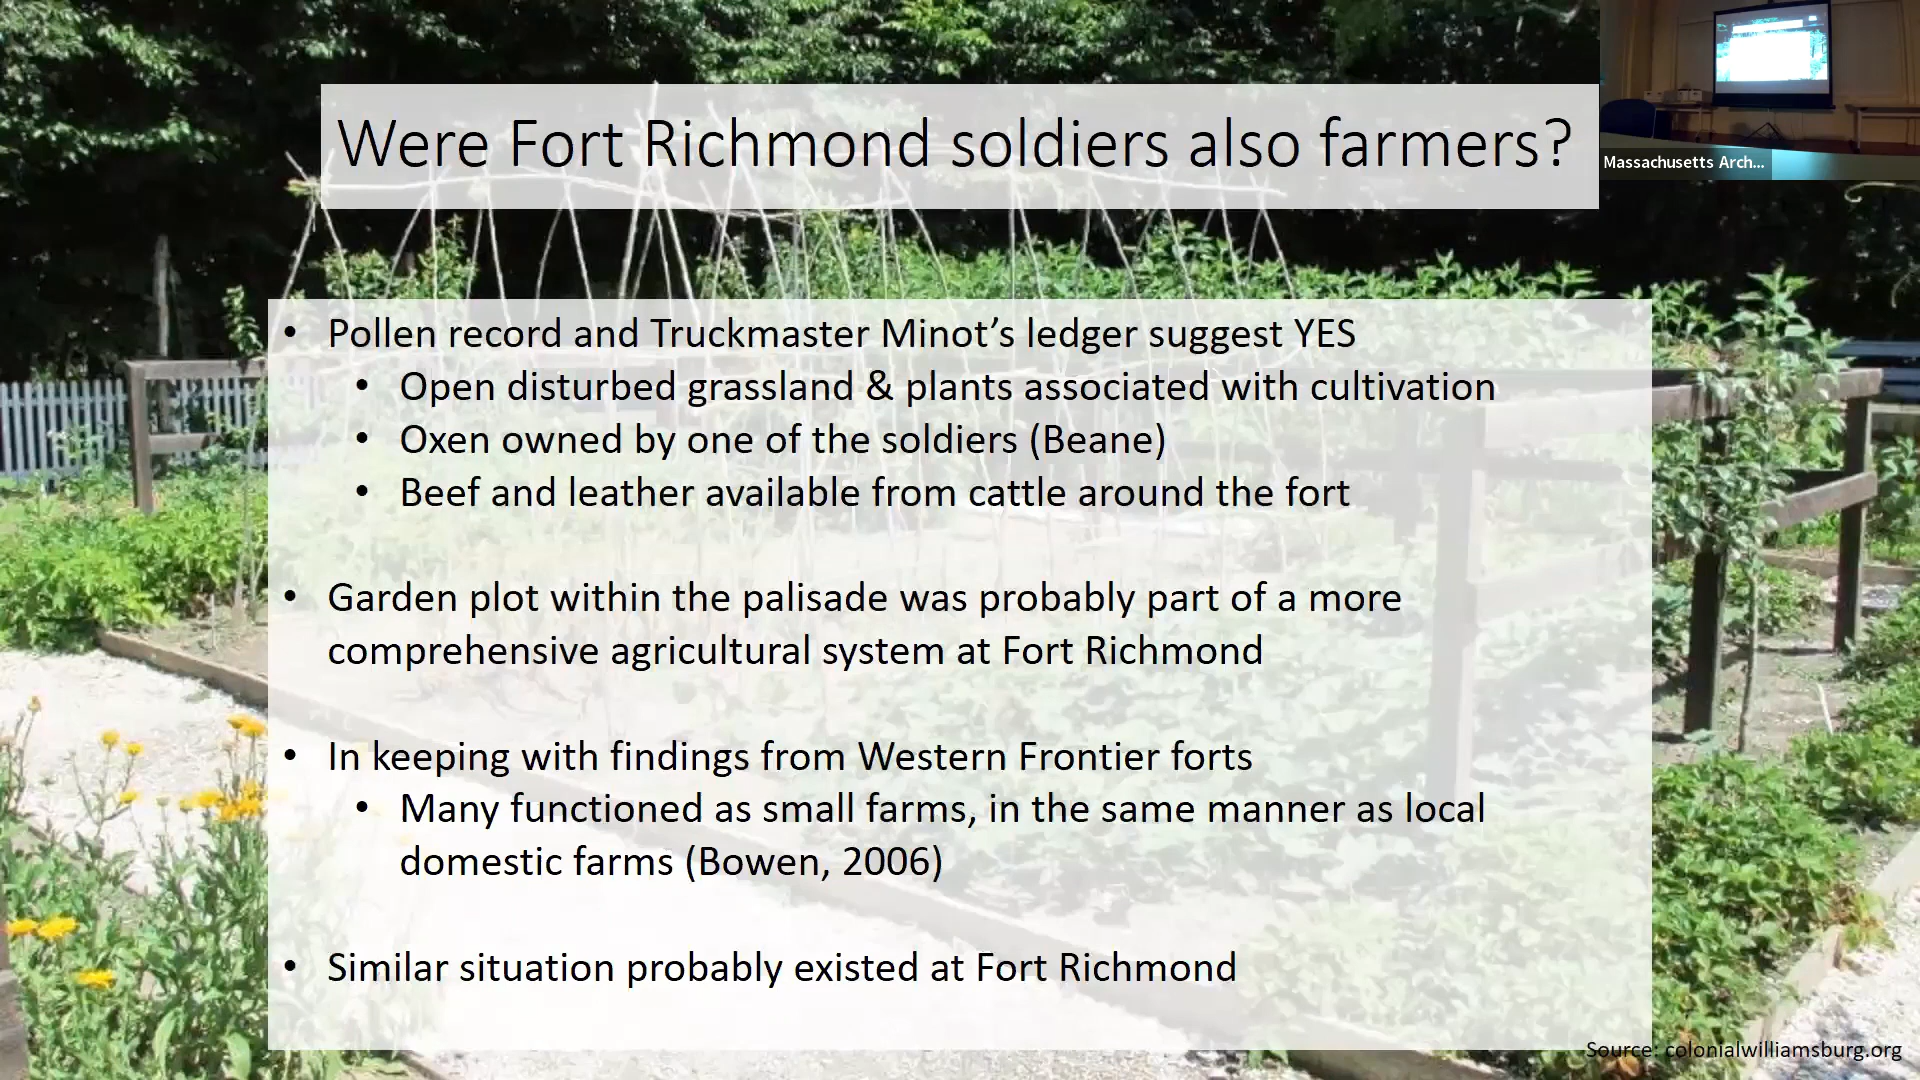 Were Fort Richmond soldiers also farmers?
Massachusetts Arch...
• Pollen record and Truckmaster Minot’s ledger suggest YES
• Open disturbed grassland & plants associated with cultivation
• Oxen owned by one of the soldiers (Beane)
• Beef and leather available from cattle around the fort
• Garden plot within the palisade was probably part of a more
comprehensive agricultural system at Fort Richmond
• In keeping with findings from Western Frontier forts
• Many functioned as small farms, in the same manner as local
domestic farms (Bowen, 2006)
• Similar situation probably existed at Fort Richmond
Source: colonialwilliamsburg.org